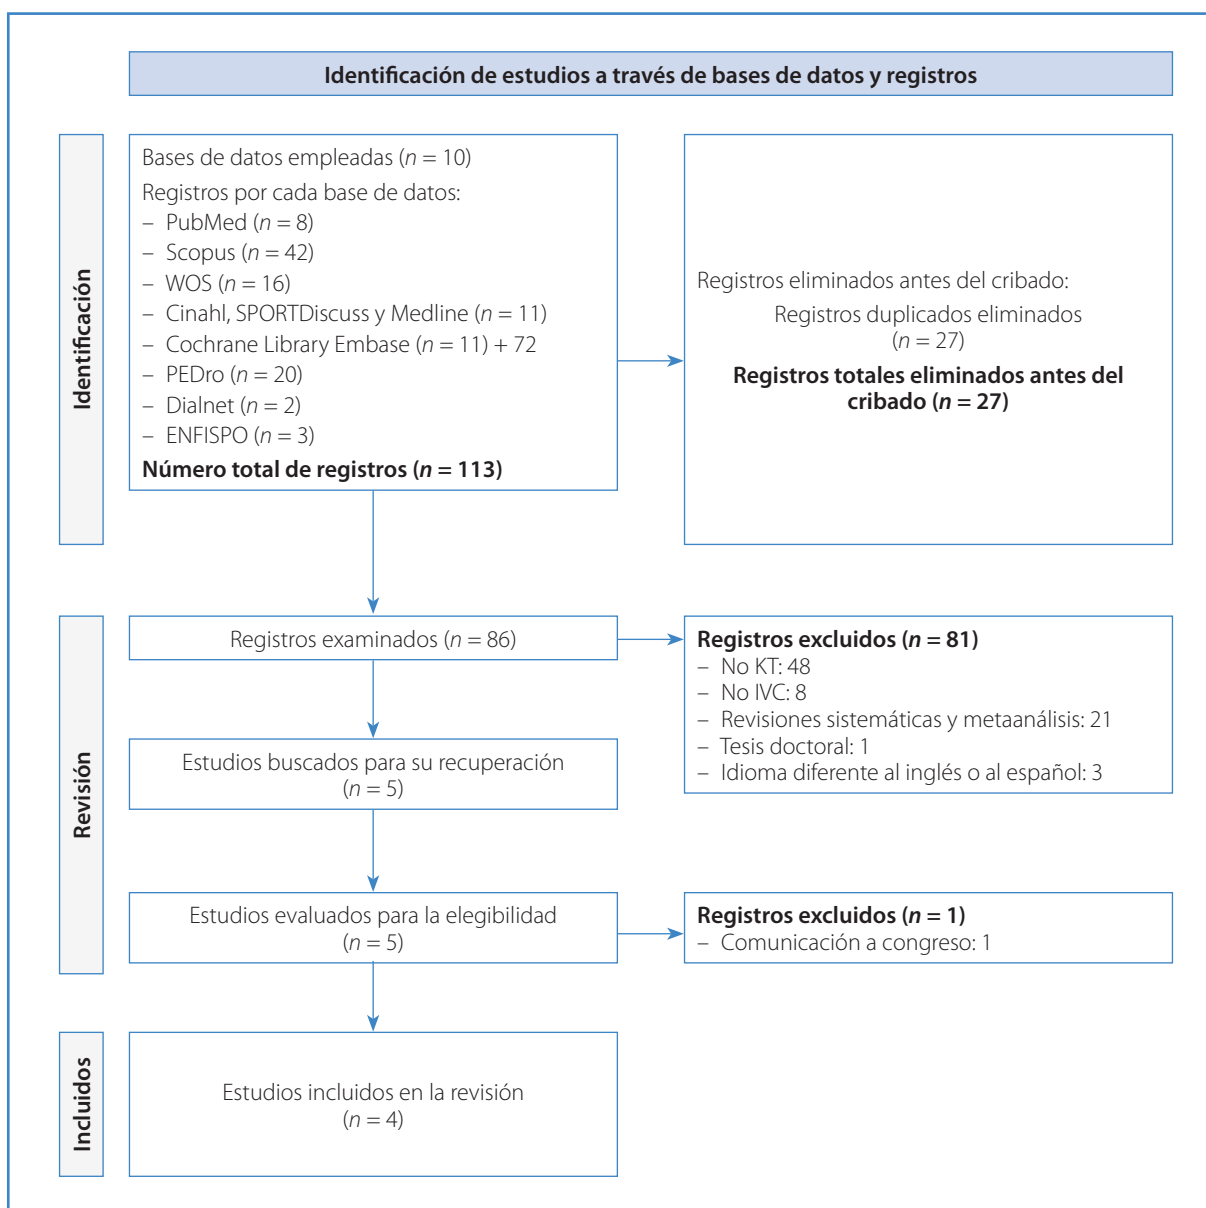 Identificación de estudios a través de bases de datos y registros
Identificación
Bases de datos empleadas (n = 10)
Registros por cada base de datos:
– PubMed (n = 8)
– Scopus (n = 42)
– WOS (n = 16)
– Cinahl, SPORTDiscuss y Medline (n = 11)
– Cochrane Library Embase (n = 11) + 72
– PEDro (n = 20)
– Dialnet (n = 2)
– ENFISPO (n = 3)
Número total de registros (n = 113)
Registros eliminados antes del cribado:
Registros duplicados eliminados
(n = 27)
Registros totales eliminados antes del
cribado (n = 27)
Revisión
Registros examinados (n = 86)
Registros excluidos (n = 81)
– No KT: 48
– No IVC: 8
– Revisiones sistemáticas y metaanálisis: 21
– Tesis doctoral: 1
– Idioma diferente al inglés o al español: 3
Estudios buscados para su recuperación
(n = 5)
Estudios evaluados para la elegibilidad
(n = 5)
Registros excluidos (n = 1)
– Comunicación a congreso: 1
Incluidos
Estudios incluidos en la revisión
(n = 4)